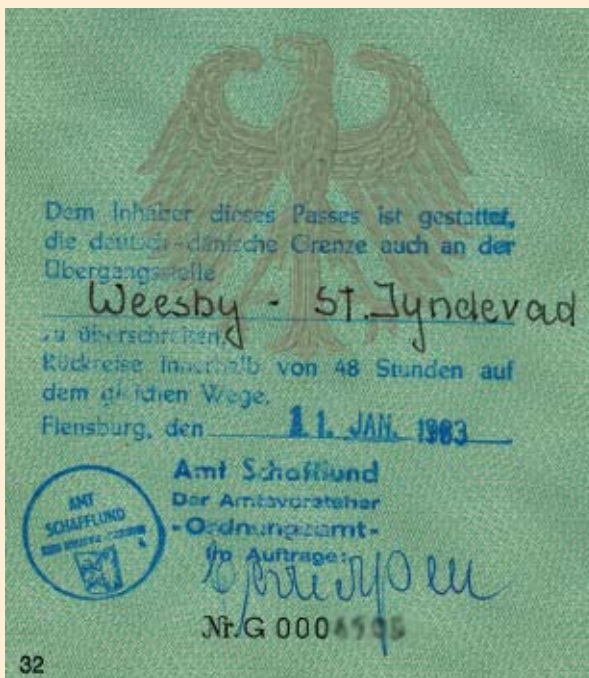 Dem Inhaber dieses Passes ist gestattet,
die deutsch-dänische Grenze auch an der
Übergangsstelle
Weesby - St. Jyndevad
zu überschreiten.
Rückreise innerhalb von 48 Stunden auf
dem gleichen Wege.
Flensburg, den 11. JAN. 1983
Amt Schafflund
Der Amtsvorsteher
-Ordnungsamt-
Im Auftrage:
AMT
SCHAFFLUND
Nr. G 000
32